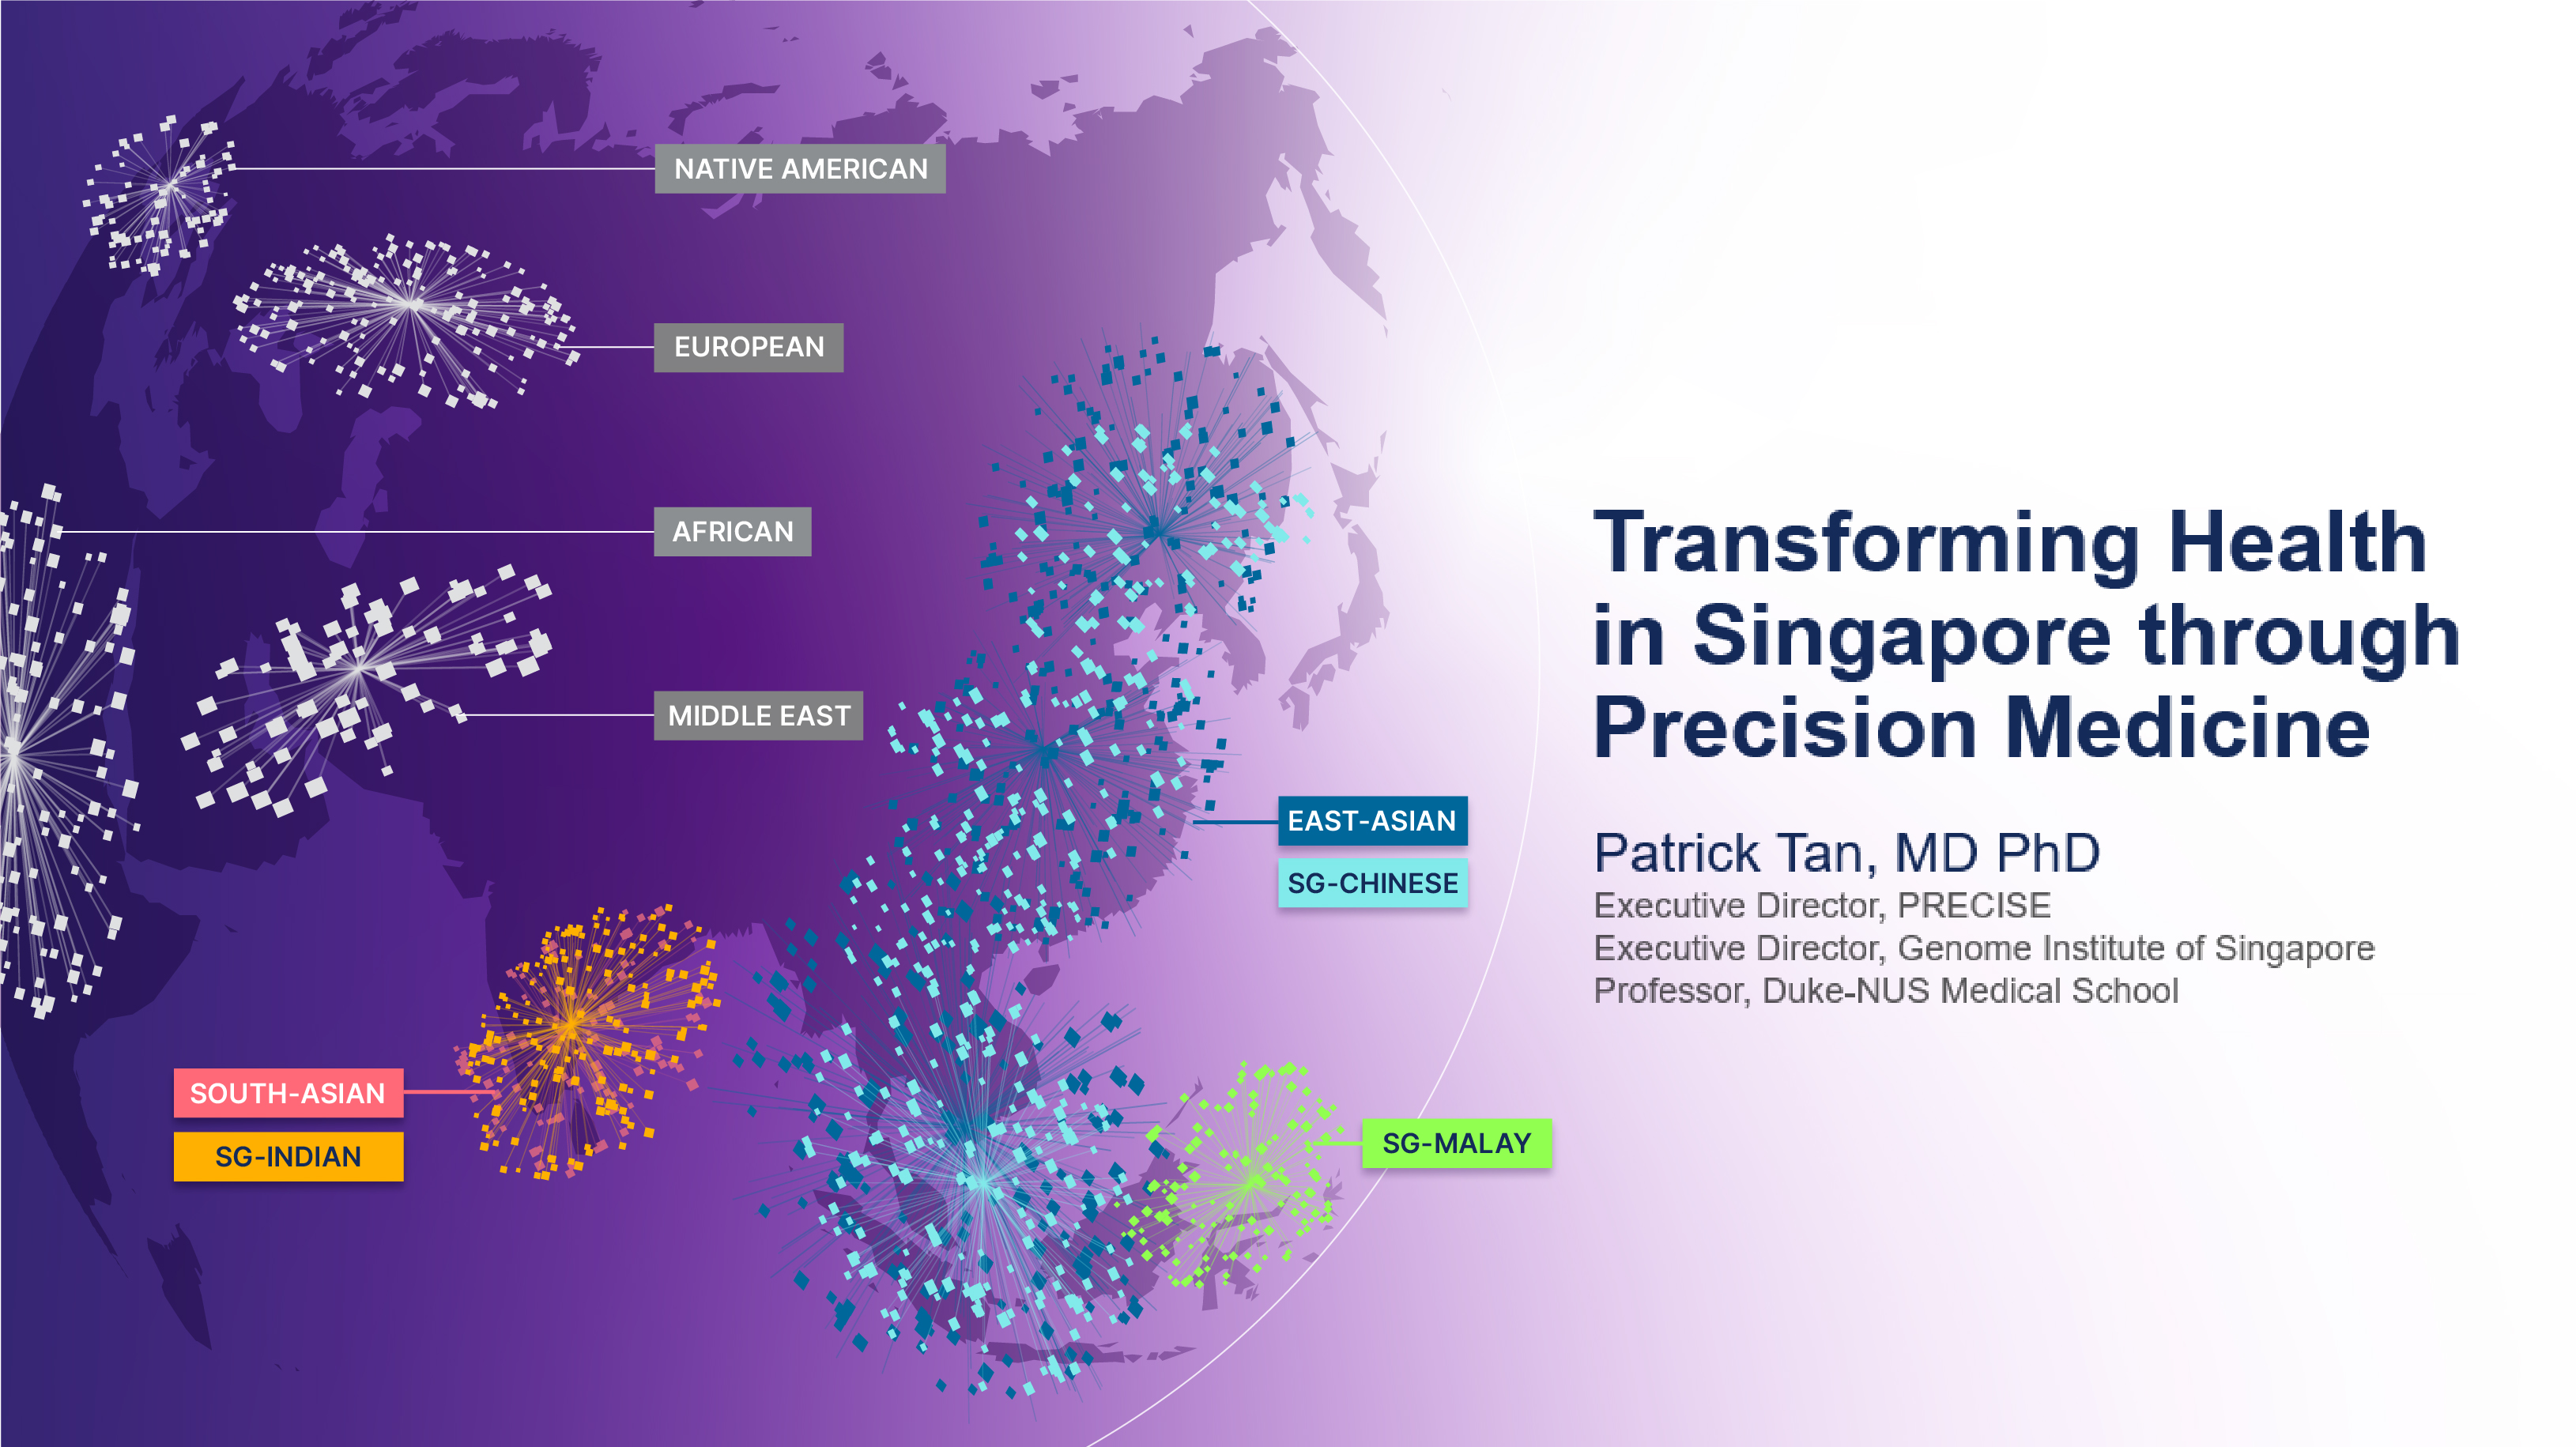 NATIVE AMERICAN
EUROPEAN
AFRICAN
MIDDLE EAST
EAST-ASIAN
SG-CHINESE
SOUTH-ASIAN
SG-INDIAN
SG-MALAY
Transforming Health
in Singapore through
Precision Medicine
Patrick Tan, MD PhD
Executive Director, PRECISE
Executive Director, Genome Institute of Singapore
Professor, Duke-NUS Medical School